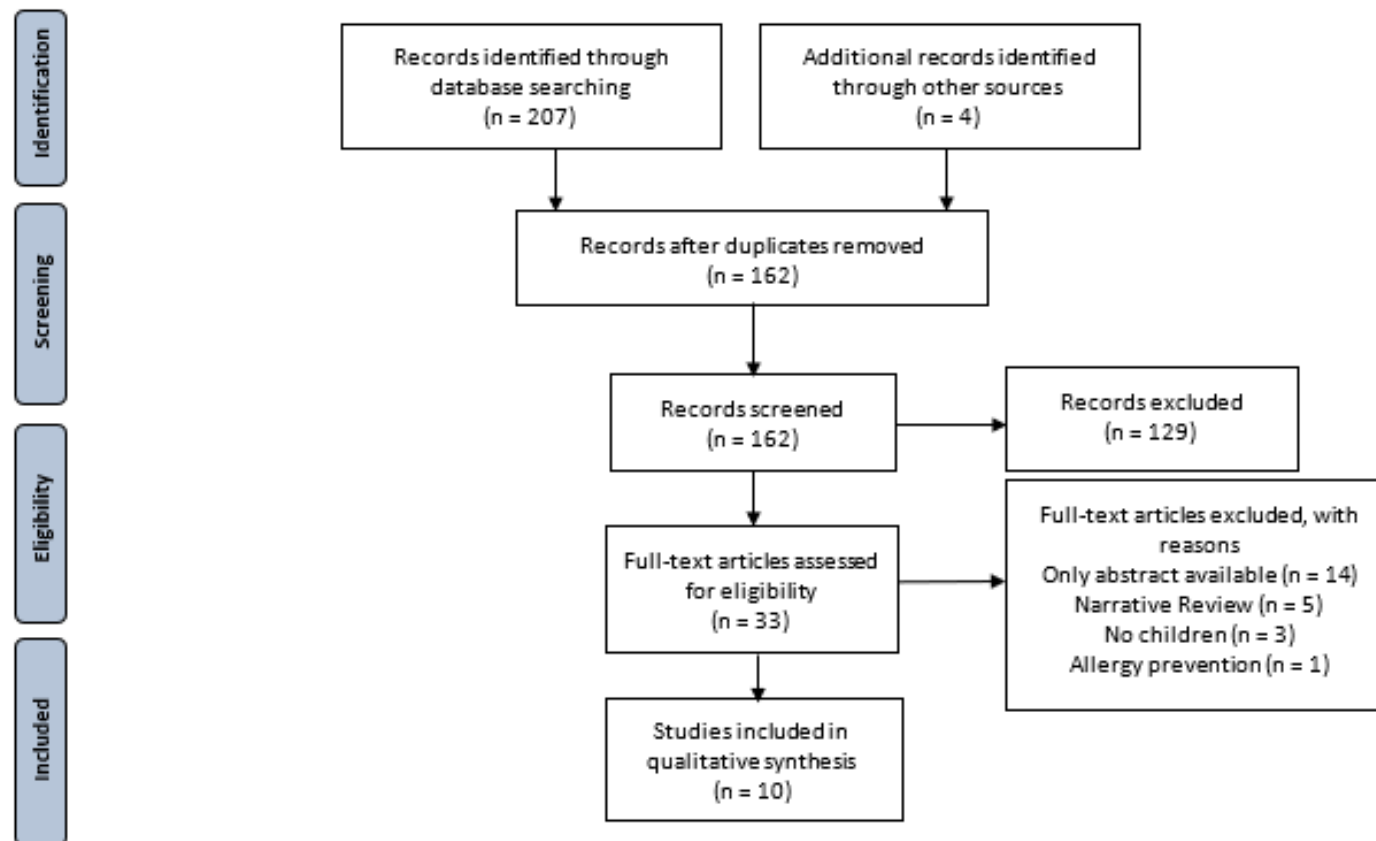 Identification
Records identified through
database searching
(n = 207)
Additional records identified
through other sources
(n = 4)
Screening
Records after duplicates removed
(n = 162)
Records screened
(n = 162)
Records excluded
(n = 129)
Eligibility
Full-text articles assessed
for eligibility
(n = 33)
Full-text articles excluded, with
reasons
Only abstract available (n = 14)
Narrative Review (n = 5)
No children (n = 3)
Allergy prevention (n = 1)
Included
Studies included in
qualitative synthesis
(n = 10)